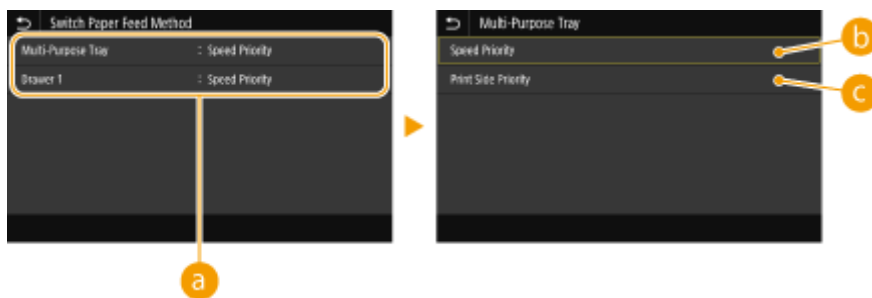 Switch Paper Feed Method
Multi-Purpose Tray : Speed Priority
Drawer 1 : Speed Priority
a
Multi-Purpose Tray
Speed Priority
b
Print Side Priority
c